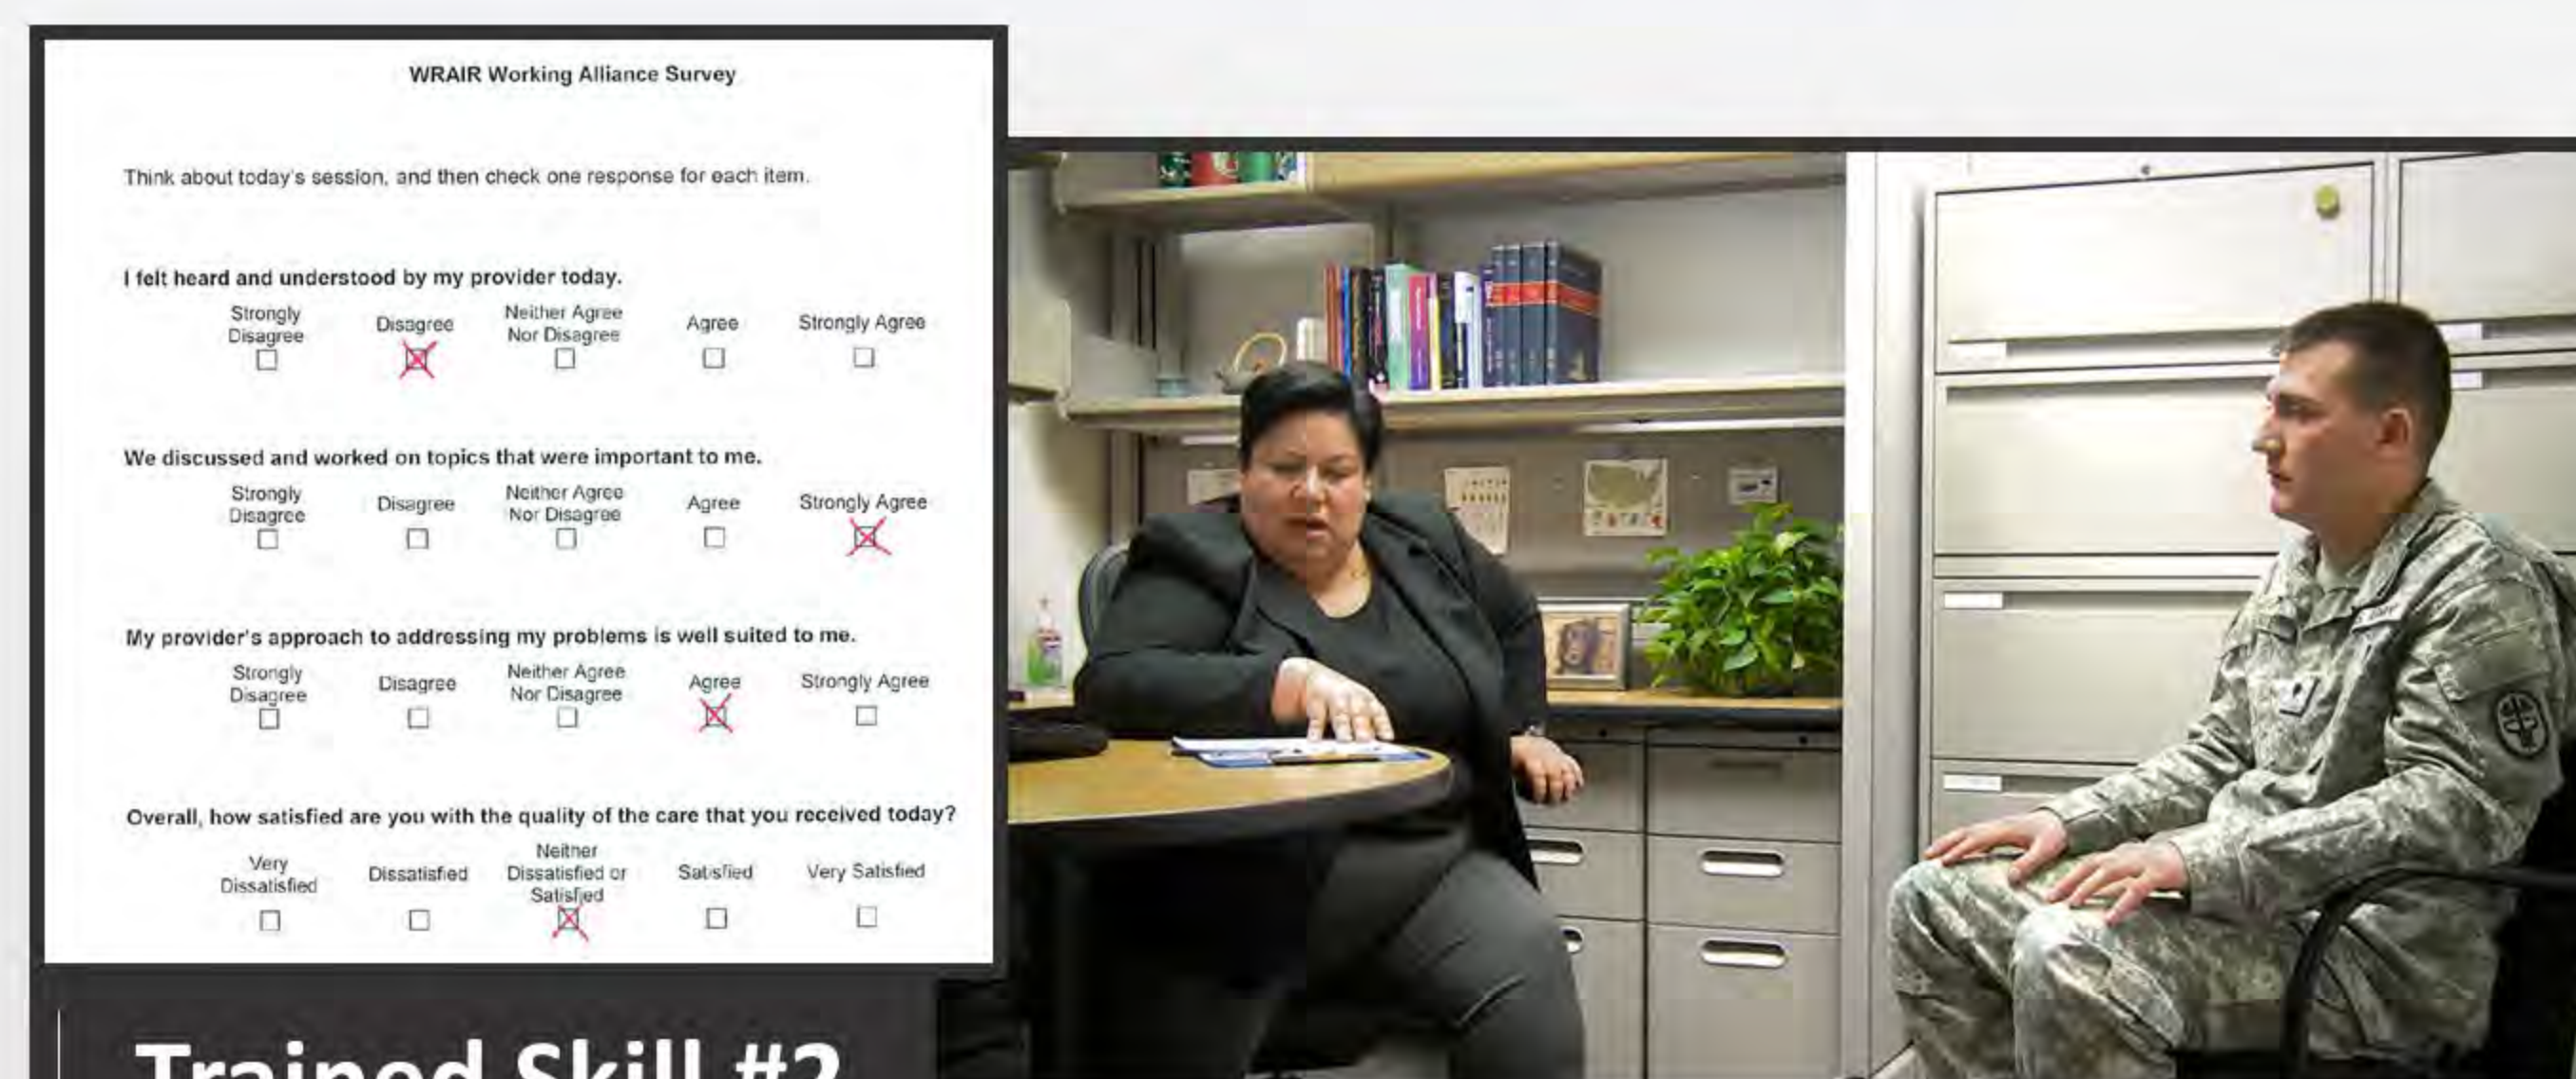 WRAIR Working Alliance Survey
Think about today's session, and then check one response for each item.
I felt heard and understood by my provider today.
Strongly Disagree
Disagree
Neither Agree Nor Disagree
Agree
Strongly Agree
We discussed and worked on topics that were important to me.
Strongly Disagree
Disagree
Neither Agree Nor Disagree
Agree
Strongly Agree
My provider's approach to addressing my problems is well suited to me.
Strongly Disagree
Disagree
Neither Agree Nor Disagree
Agree
Strongly Agree
Overall, how satisfied are you with the quality of the care that you received today?
Very Dissatisfied
Dissatisfied
Neither Dissatisfied or Satisfied
Satisfied
Very Satisfied
Trained Skill #2